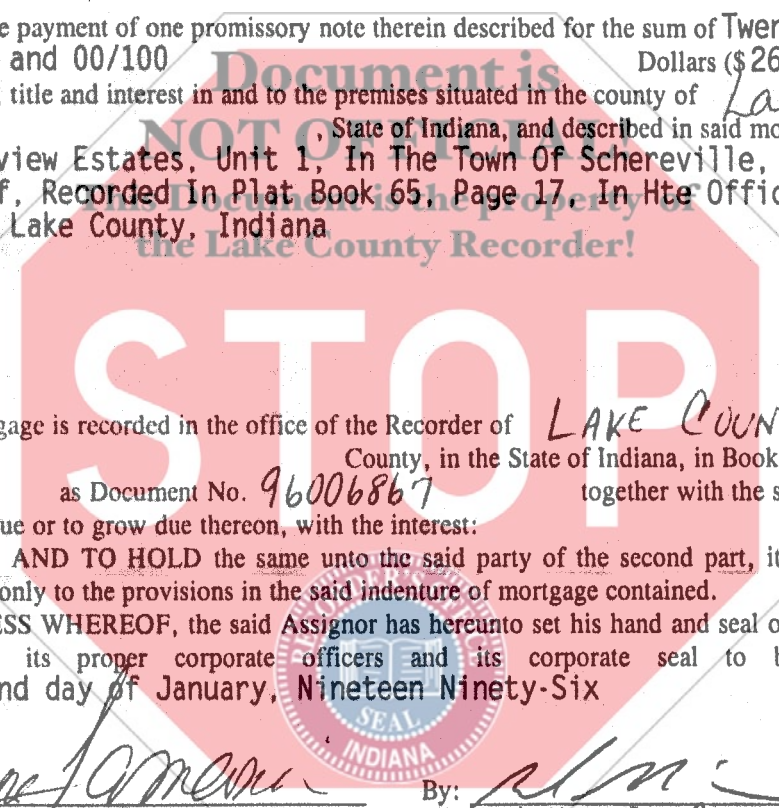 e payment of one promissory note therein described for the sum of Twen
and 00/100 Dollars ($26
Document is
title and interest in and to the premises situated in the county of La
NOT OFFICIAL!
, State of Indiana, and described in said mo
view Estates, Unit 1, In The Town Of Schereville,
f, Recorded In Plat Book 65, Page 17, In Hte Offic
This Document is the property of
Lake County, Indiana
the Lake County Recorder!
STOP
gage is recorded in the office of the Recorder of LAKE COUN
County, in the State of Indiana, in Book
as Document No. 96006867 together with the s
ue or to grow due thereon, with the interest:
AND TO HOLD the same unto the said party of the second part, it
only to the provisions in the said indenture of mortgage contained.
ESS WHEREOF, the said Assignor has hereunto set his hand and seal o
its proper corporate officers and its corporate seal to b
nd day of January, Nineteen Ninety-Six
RECORDER'S OFFICE
SEAL
INDIANA
By: